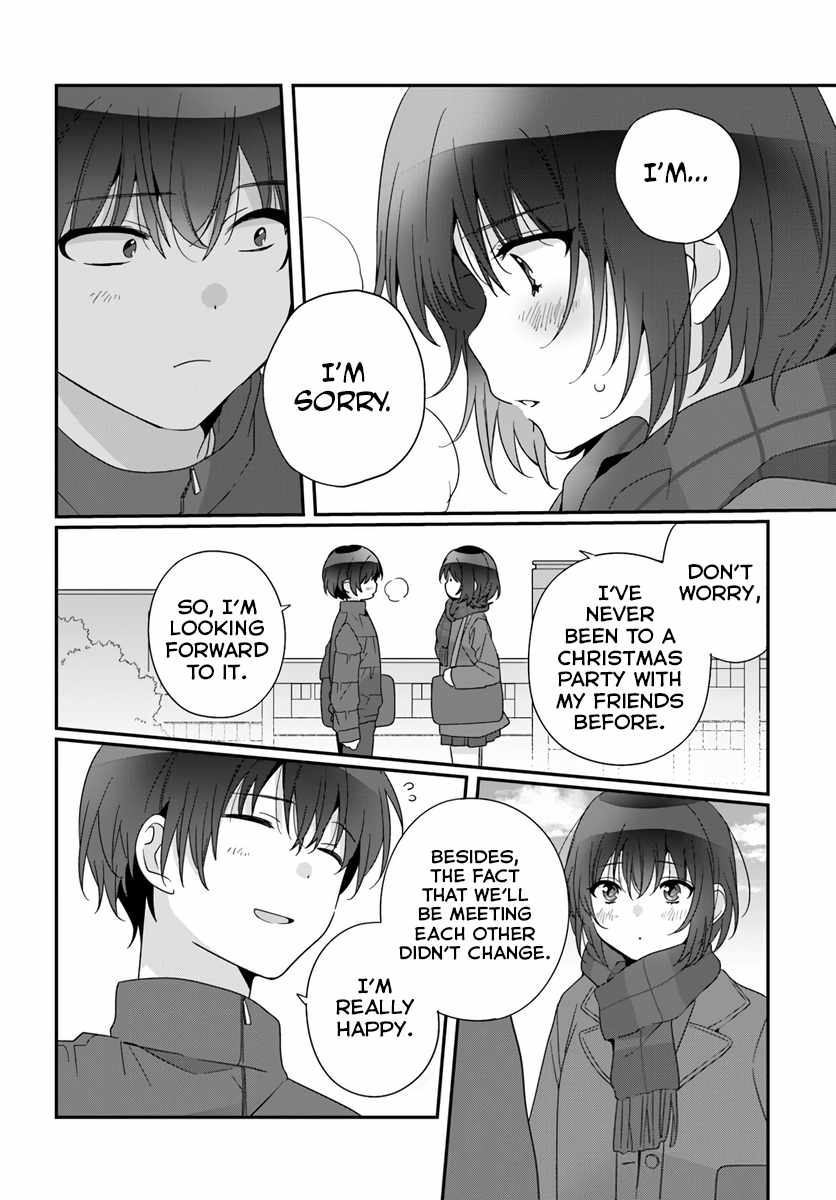 I'M...
I'M
SORRY.
DON'T
WORRY,
I'VE
NEVER
BEEN TO A
CHRISTMAS
PARTY WITH
MY FRIENDS
BEFORE.
SO, I'M
LOOKING
FORWARD
TO IT.
BESIDES,
THE FACT
THAT WE'LL
BE MEETING
EACH OTHER
DIDN'T CHANGE.
I'M
REALLY
HAPPY.